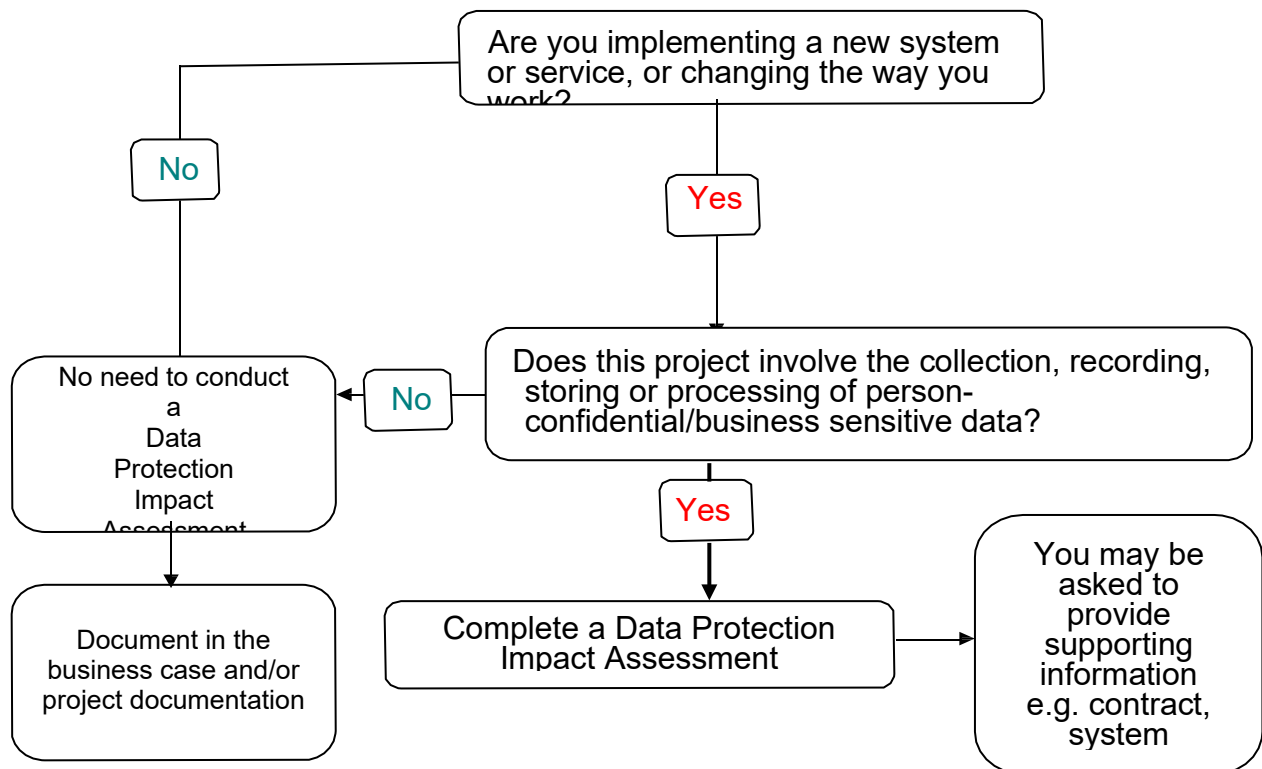 Are you implementing a new system
or service, or changing the way you
work?
No
Yes
Does this project involve the collection, recording,
storing or processing of person-
confidential/business sensitive data?
No
No need to conduct
a
Data
Protection
Impact
Assessment
Yes
You may be
asked to
provide
supporting
information
e.g. contract,
system
Complete a Data Protection
Impact Assessment
Document in the
business case and/or
project documentation